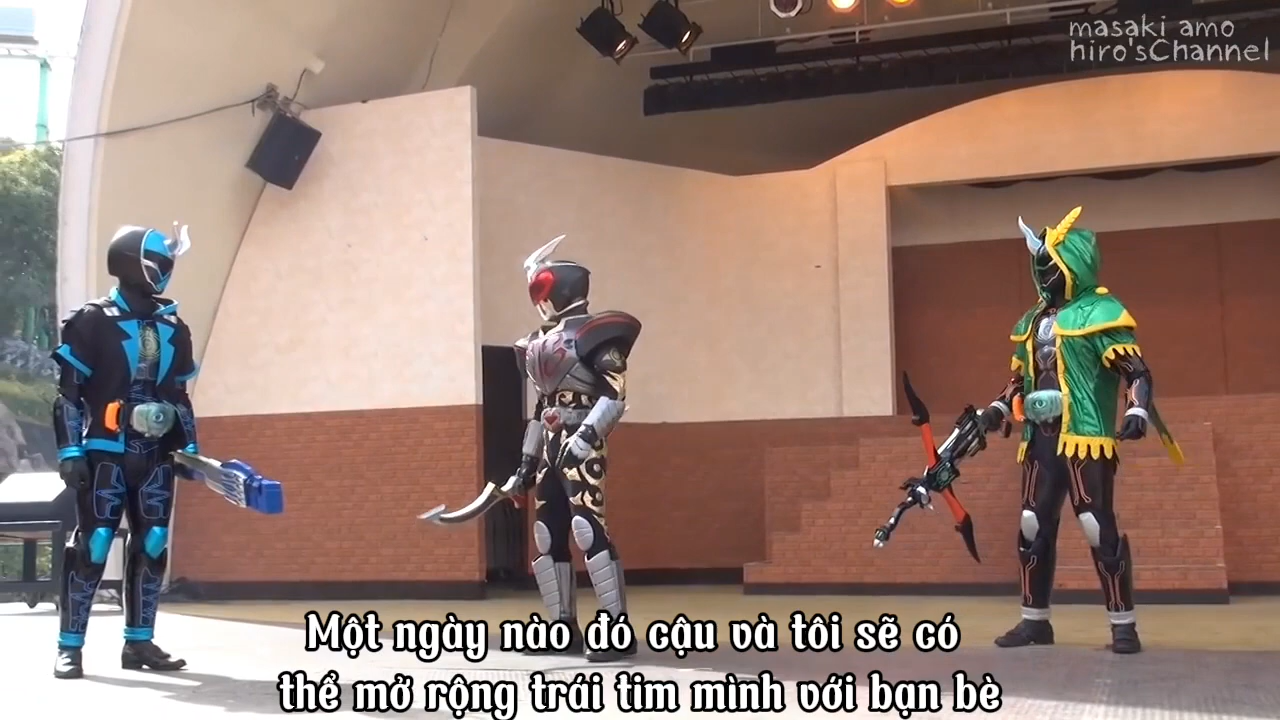 masaki amo
hiro'sChannel
Một ngày nào đó cậu và tôi sẽ có
thể mở rộng trái tim mình với bạn bè